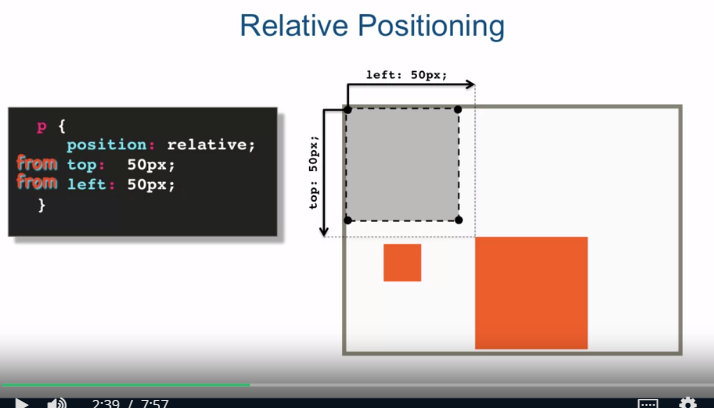 Relative Positioning
left: 50px;
top: 50px;
p {
position: relative;
from top: 50px;
from left: 50px;
}
2:39 / 7:57